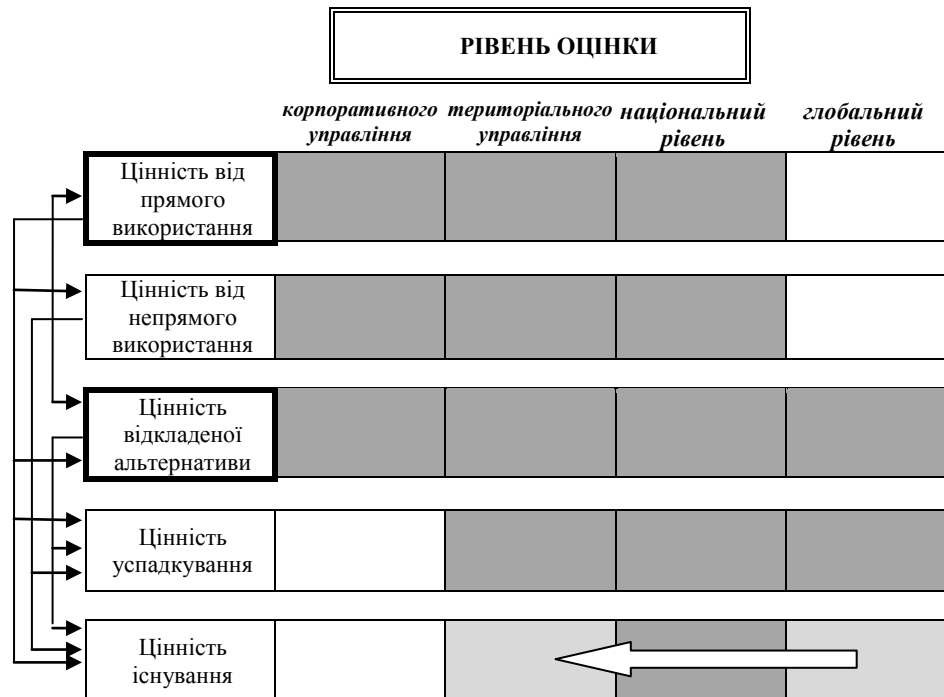 РІВЕНЬ ОЦІНКИ
корпоративного територіального національний глобальний
управління управління рівень рівень
Цінність від
прямого
використання
Цінність від
непрямого
використання
Цінність
відкладеної
альтернативи
Цінність
успадкування
Цінність
існування